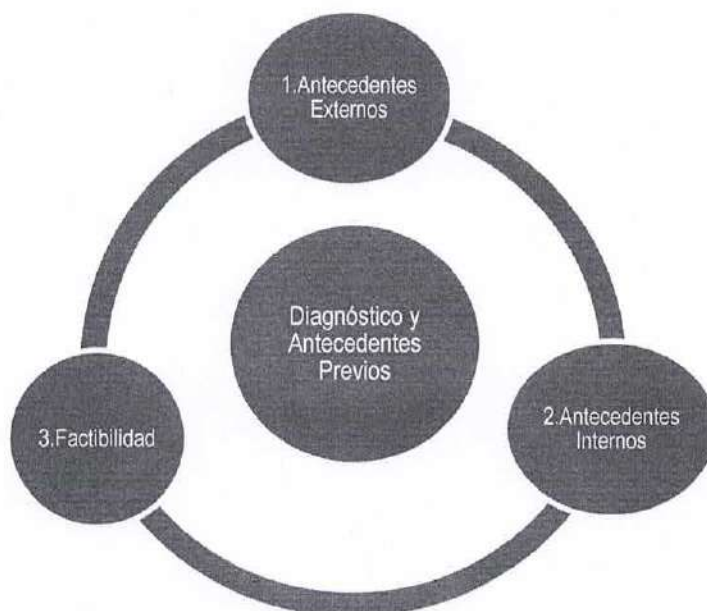 1.Antecedentes
Externos
Diagnóstico y
Antecedentes
Previos
2.Antecedentes
Internos
3.Factibilidad